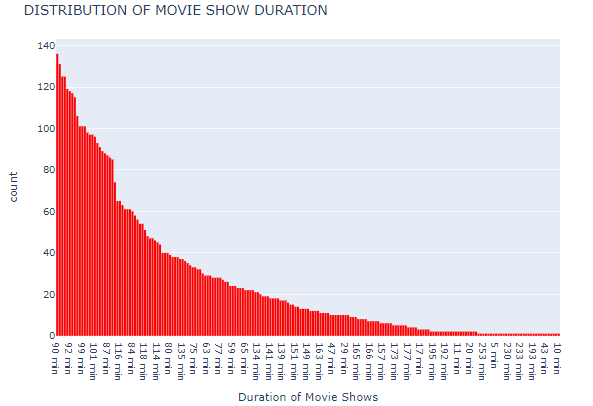 DISTRIBUTION OF MOVIE SHOW DURATION
140
120
100
80
60
40
20
0
count
90 min
92 min
99 min
101 min
87 min
116 min
84 min
118 min
114 min
80 min
135 min
75 min
63 min
77 min
59 min
65 min
134 min
141 min
139 min
151 min
149 min
163 min
47 min
29 min
165 min
166 min
157 min
173 min
177 min
177 min
195 min
192 min
11 min
20 min
253 min
5 min
230 min
233 min
193 min
43 min
10 min
Duration of Movie Shows